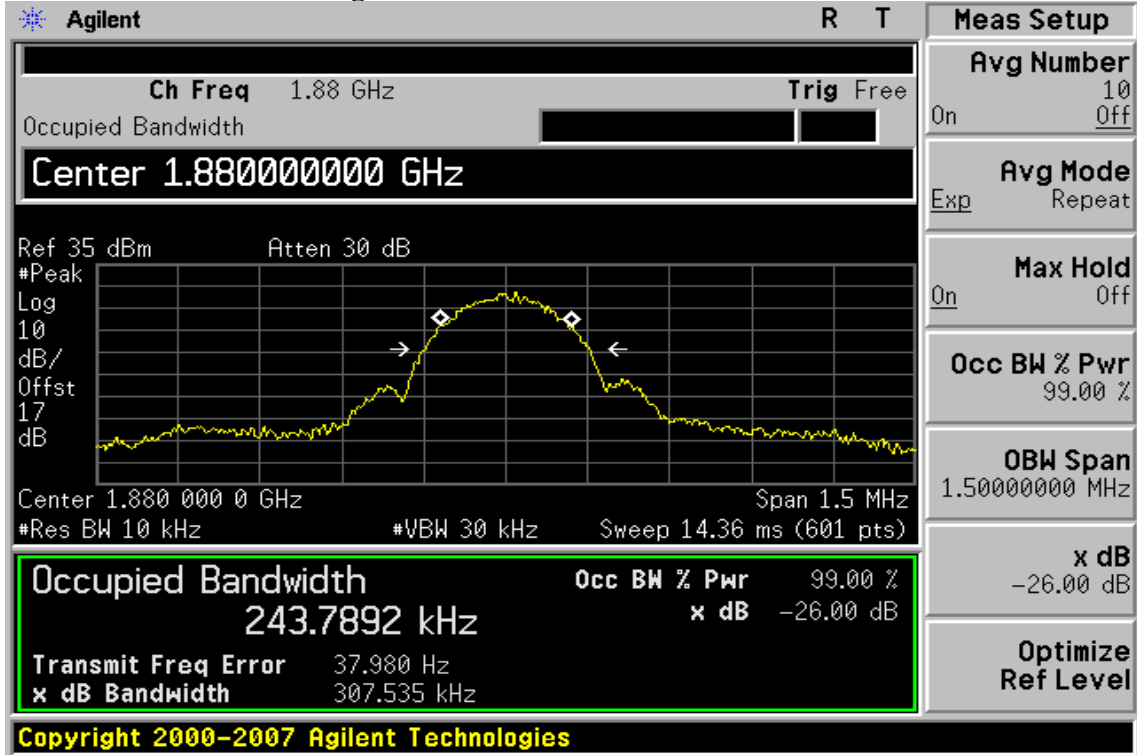 Agilent R T
Meas Setup
Ch Freq 1.88 GHz Trig Free
Occupied Bandwidth
Center 1.880000000 GHz
Ref 35 dBm Atten 30 dB
#Peak
Log
10
dB/
Offst
17
dB
Center 1.880 000 0 GHz Span 1.5 MHz
#Res BW 10 kHz #VBW 30 kHz Sweep 14.36 ms (601 pts)
Occupied Bandwidth Occ BW % Pwr 99.00 %
243.7892 kHz x dB -26.00 dB
Transmit Freq Error 37.980 Hz
x dB Bandwidth 307.535 kHz
Avg Number
10
On Off
Avg Mode
Exp Repeat
Max Hold
On Off
Occ BW % Pwr
99.00 %
OBW Span
1.50000000 MHz
x dB
-26.00 dB
Optimize
Ref Level
Copyright 2000-2007 Agilent Technologies